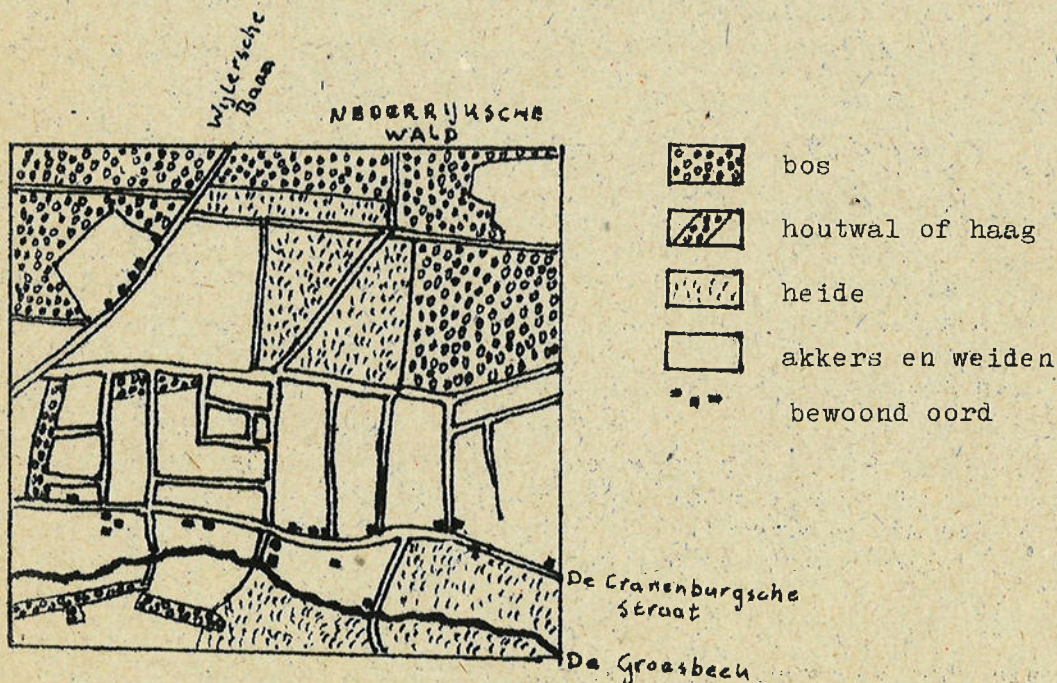 Wylersche
Baan
NEDERRIJKSCHE
WALD
bos
houtwal of haag
heide
akkers en weiden
bewoond oord
De Cranenburgsche
straat
De Groesbeek